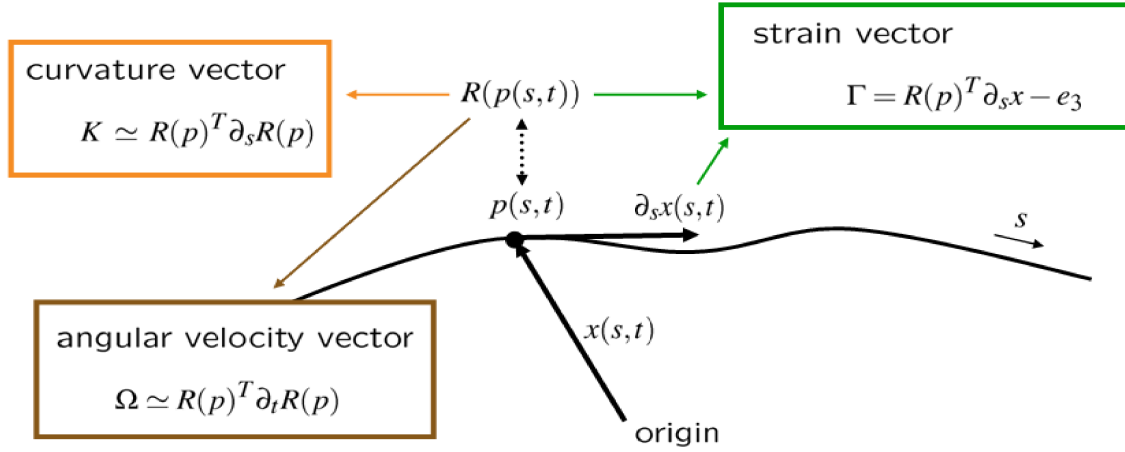 strain vector
Γ = R(p)^T ∂_s x − e_3
curvature vector
K ≃ R(p)^T ∂_s R(p)
R(p(s,t))
p(s,t)
∂_s x(s,t)
s
angular velocity vector
Ω ≃ R(p)^T ∂_t R(p)
x(s,t)
origin